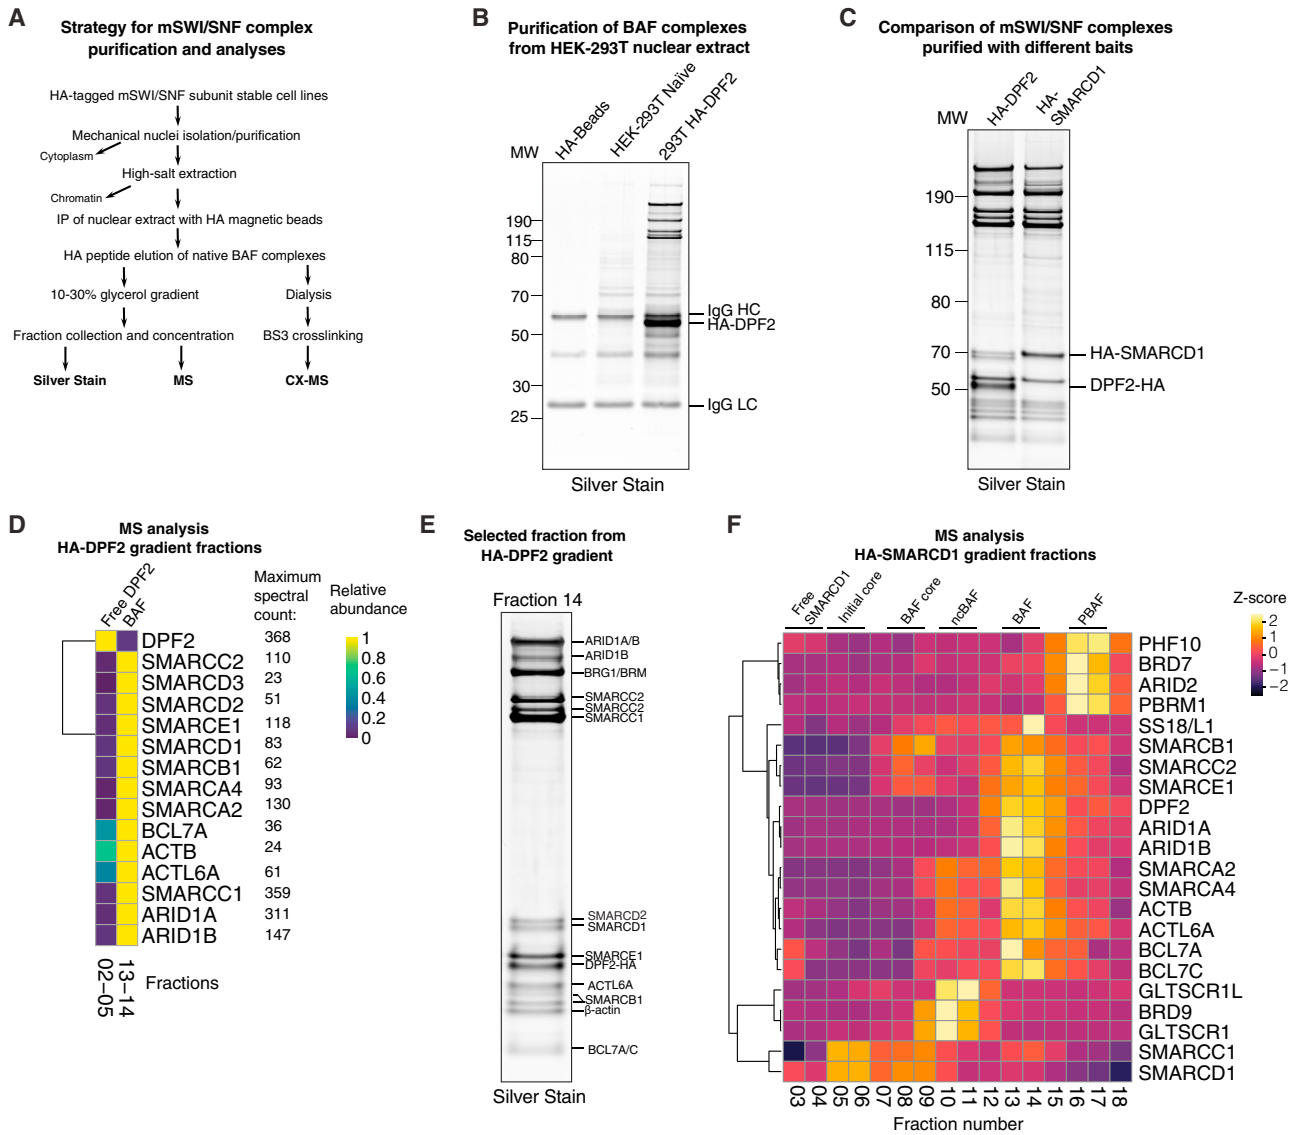 A
Strategy for mSWI/SNF complex
purification and analyses
HA-tagged mSWI/SNF subunit stable cell lines
Mechanical nuclei isolation/purification
Cytoplasm
High-salt extraction
Chromatin
IP of nuclear extract with HA magnetic beads
HA peptide elution of native BAF complexes
10-30% glycerol gradient
Dialysis
Fraction collection and concentration
BS3 crosslinking
Silver Stain
MS
CX-MS
B
Purification of BAF complexes
from HEK-293T nuclear extract
MW
HA-Beads
HEK-293T Naïve
293T HA-DPF2
190
115
80
70
50
30
25
IgG HC
HA-DPF2
IgG LC
Silver Stain
C
Comparison of mSWI/SNF complexes
purified with different baits
MW
HA-DPF2
HA-
SMARCD1
190
115
80
70
50
HA-SMARCD1
DPF2-HA
Silver Stain
D
MS analysis
HA-DPF2 gradient fractions
Free DPF2
BAF
Maximum
spectral
count:
Relative
abundance
DPF2 368
SMARCC2 110
SMARCD3 23
SMARCD2 51
SMARCE1 118
SMARCD1 83
SMARCB1 62
SMARCA4 93
SMARCA2 130
BCL7A 36
ACTB 24
ACTL6A 61
SMARCC1 359
ARID1A 311
ARID1B 147
1
0.8
0.6
0.4
0.2
0
02-05
13-14
Fractions
E
Selected fraction from
HA-DPF2 gradient
Fraction 14
ARID1A/B
ARID1B
BRG1/BRM
SMARCC2
SMARCC2
SMARCC1
SMARCD2
SMARCD1
SMARCE1
DPF2-HA
ACTL6A
SMARCB1
β-actin
BCL7A/C
Silver Stain
F
MS analysis
HA-SMARCD1 gradient fractions
Free
SMARCD1
Initial core
BAF core
ncBAF
BAF
PBAF
Z-score
2
1
0
−1
−2
PHF10
BRD7
ARID2
PBRM1
SS18/L1
SMARCB1
SMARCC2
SMARCE1
DPF2
ARID1A
ARID1B
SMARCA2
SMARCA4
ACTB
ACTL6A
BCL7A
BCL7C
GLTSCR1L
BRD9
GLTSCR1
SMARCC1
SMARCD1
03 04 05 06 07 08 09 10 11 12 13 14 15 16 17 18
Fraction number